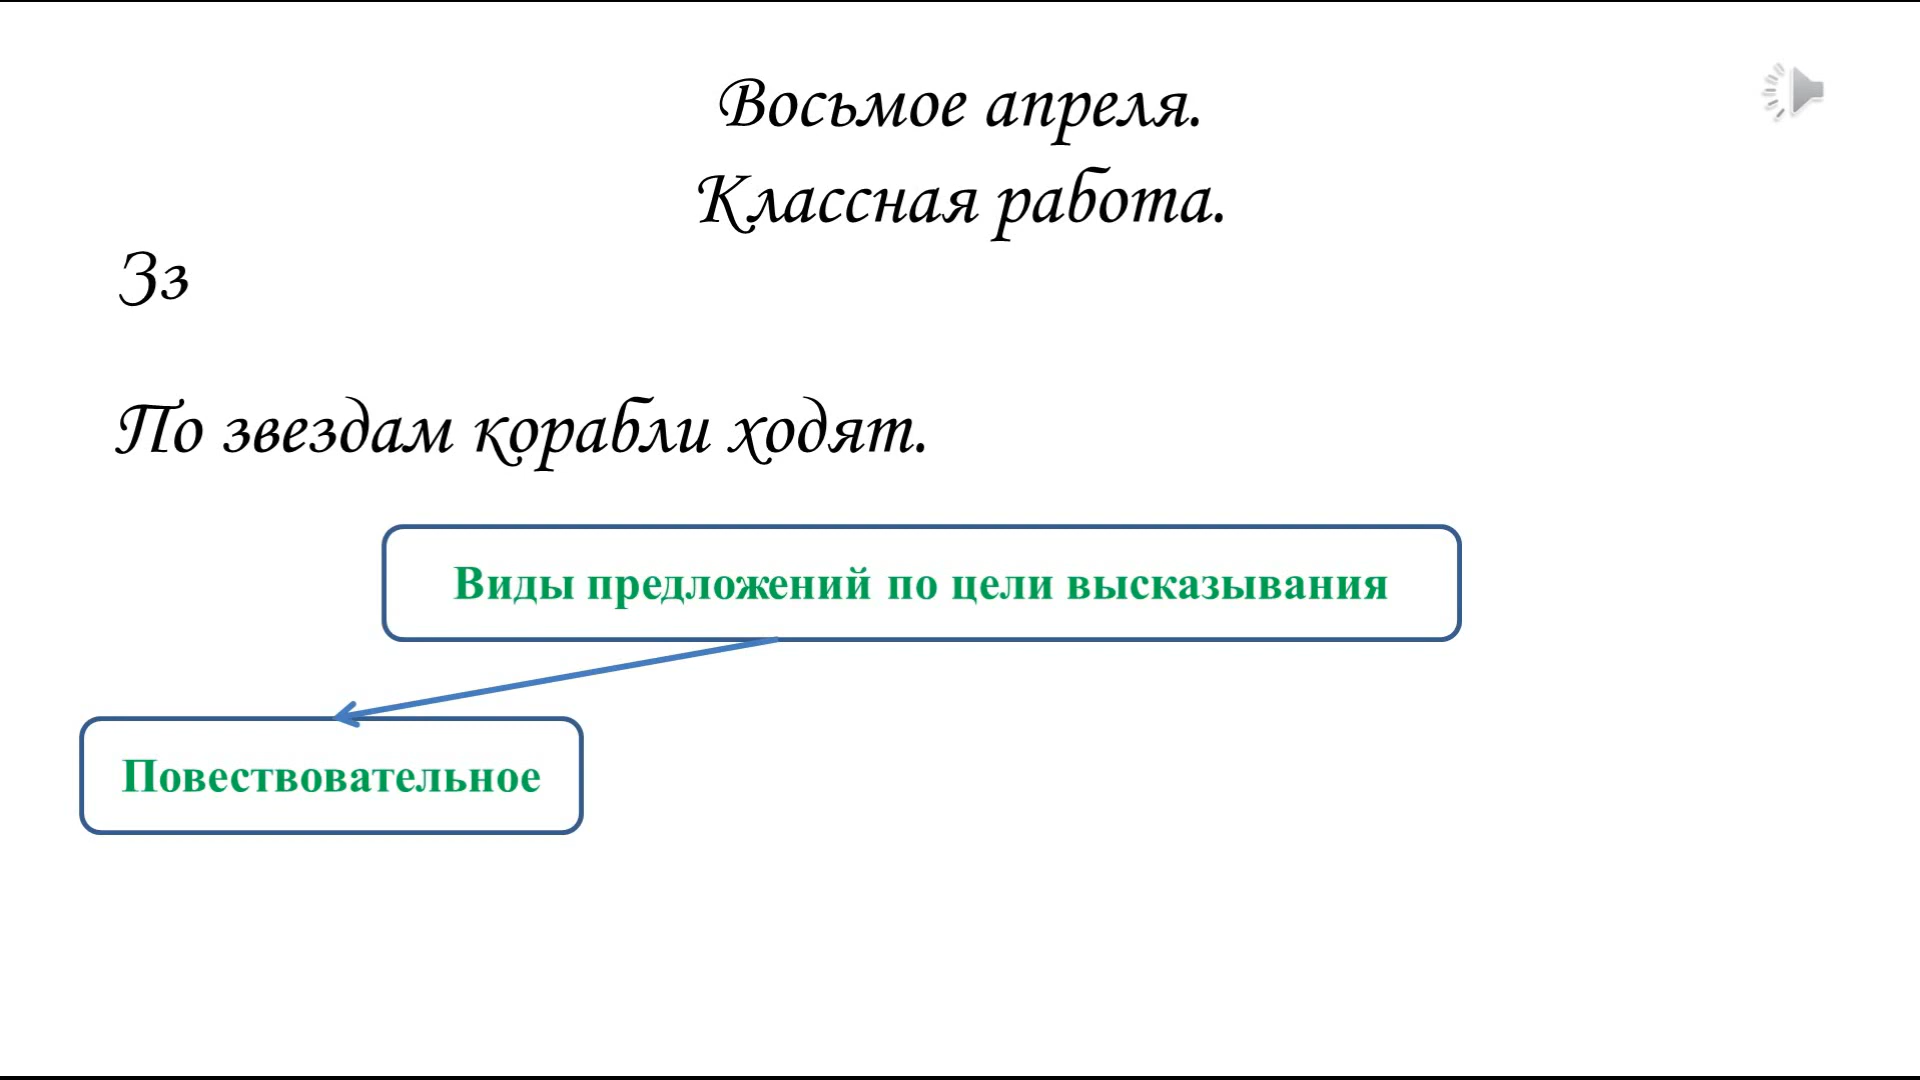 Восьмое апреля.
Классная работа.
Зз
По звездам корабли ходят.
Виды предложений по цели высказывания
Повествовательное